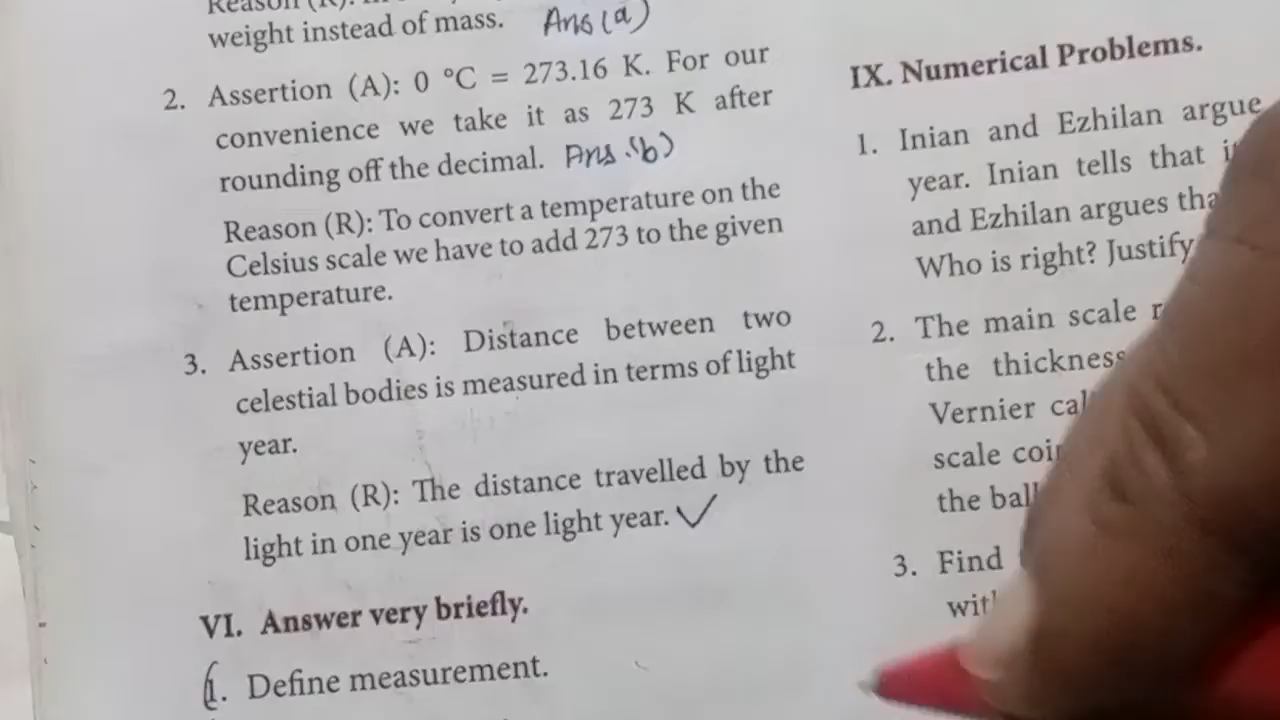 weight instead of mass. Ans (a)
2. Assertion (A): 0 °C = 273.16 K. For our
convenience we take it as 273 K after
rounding off the decimal. Ans. (b)
Reason (R): To convert a temperature on the
Celsius scale we have to add 273 to the given
temperature.
3. Assertion (A): Distance between two
celestial bodies is measured in terms of light
year.
Reason (R): The distance travelled by the
light in one year is one light year. ✓
VI. Answer very briefly.
1. Define measurement.
IX. Numerical Problems.
1. Inian and Ezhilan argue
year. Inian tells that
and Ezhilan argues
Who is right? Justify
2. The main scale
the thickness
Vernier
scale
the
3. Find